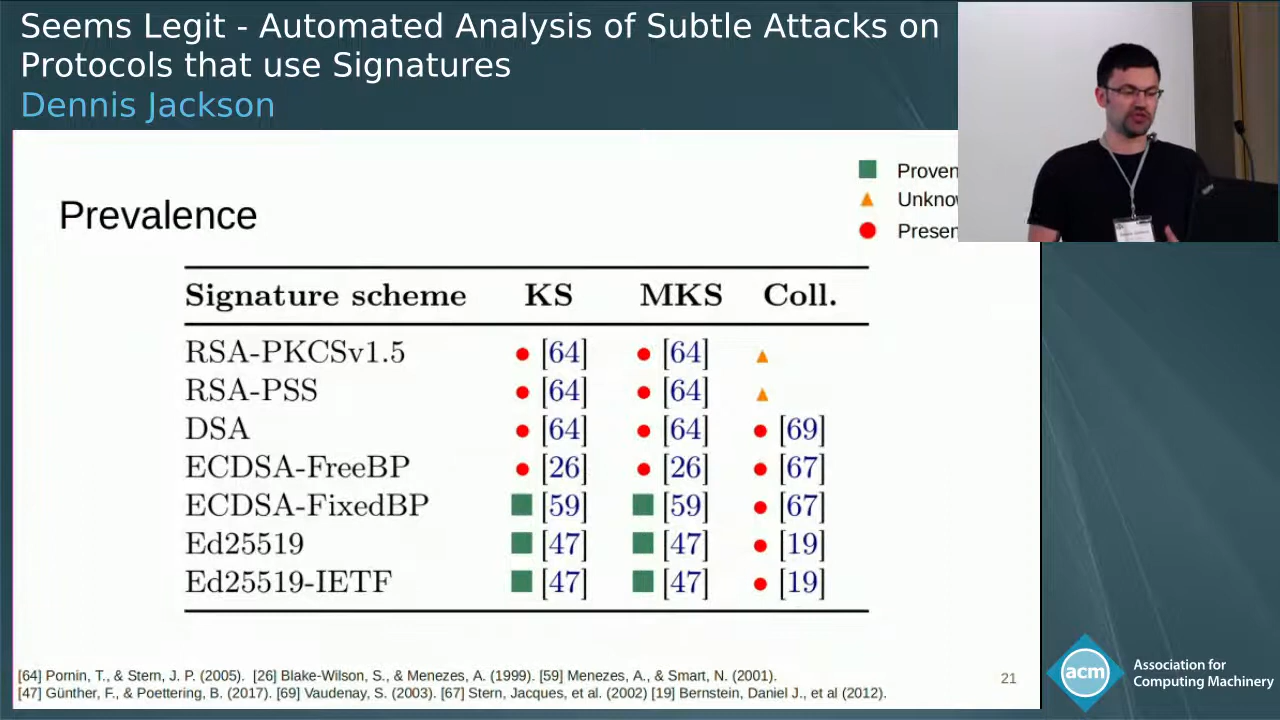 Seems Legit - Automated Analysis of Subtle Attacks on
Protocols that use Signatures
Dennis Jackson
Proven
Prevalence
Signature scheme KS MKS Coll.
RSA-PKCSv1.5 [64] [64]
RSA-PSS [64] [64]
DSA [64] [64] [69]
ECDSA-FreeBP [26] [26] [67]
ECDSA-FixedBP [59] [59] [67]
Ed25519 [47] [47] [19]
Ed25519-IETF [47] [47] [19]
[64] Pornin, T., & Stern, J. P. (2005). [26] Blake-Wilson, S., & Menezes, A. (1999). [59] Menezes, A., & Smart, N. (2001).
[47] Günther, F., & Poettering, B. (2017). [69] Vaudenay, S. (2003). [67] Stern, Jacques, et al. (2002) [19] Bernstein, Daniel J., et al (2012).
21
acm
Association for
Computing Machinery